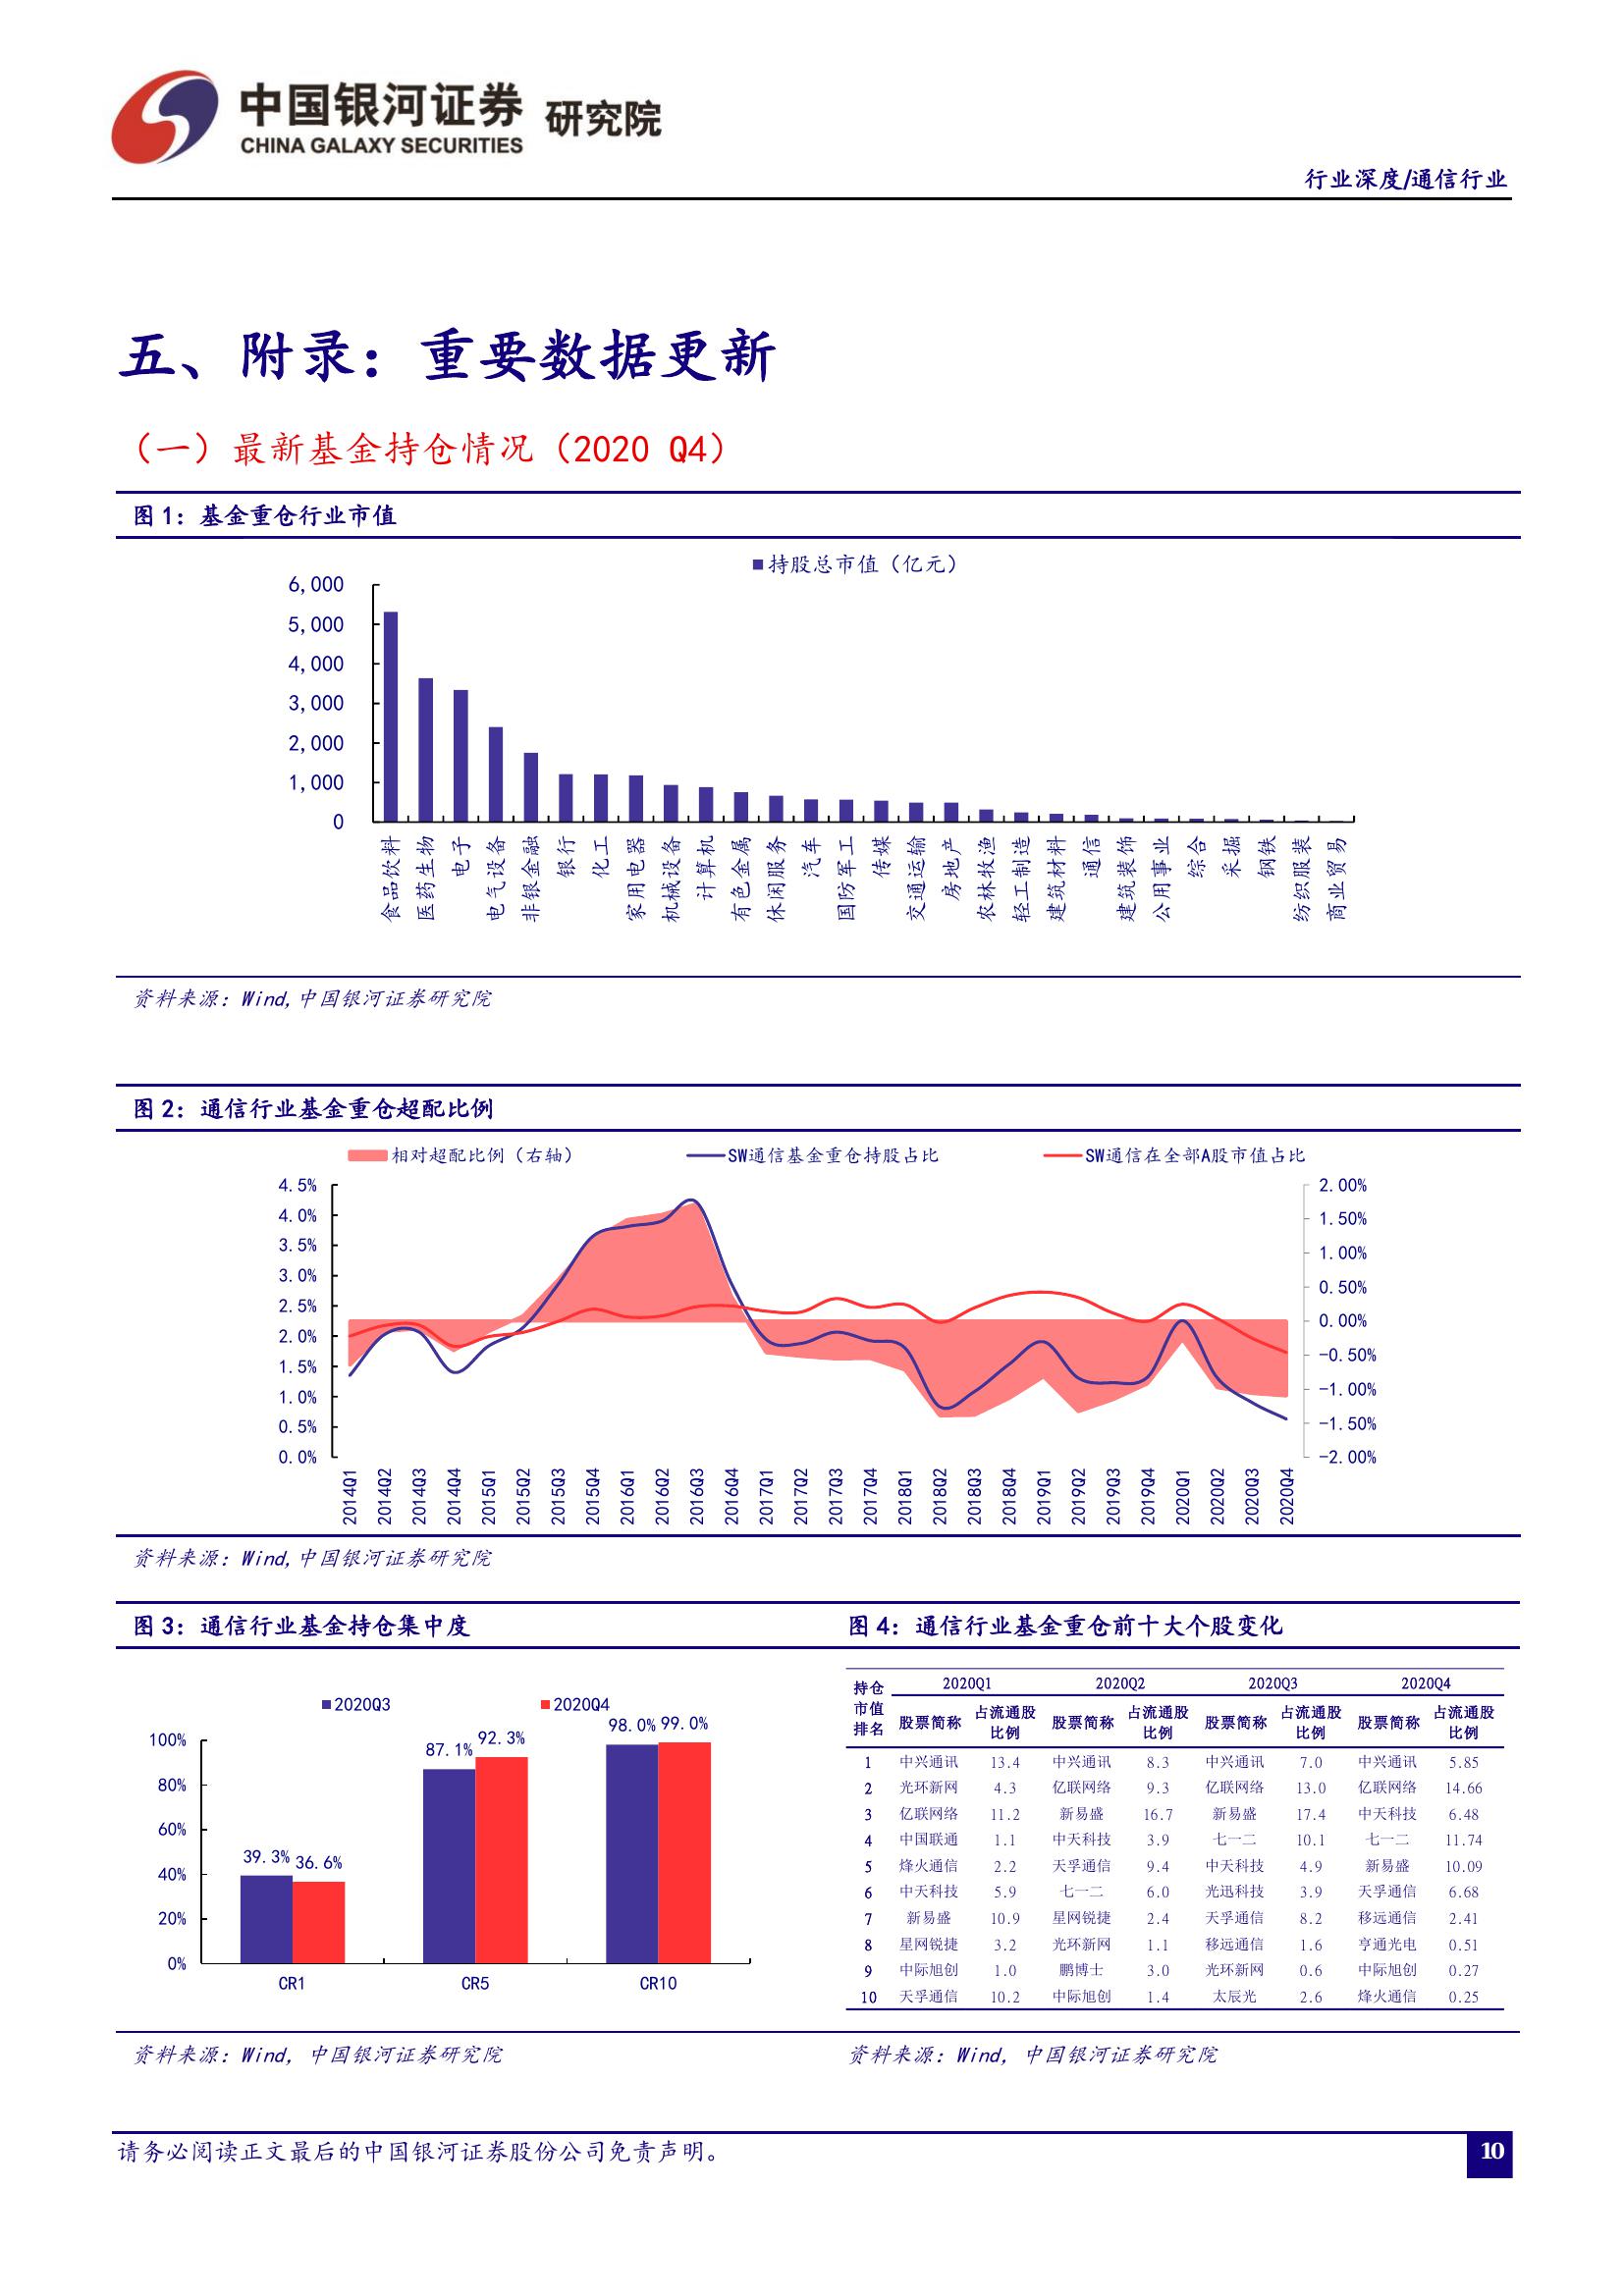 中国银河证券 研究院
CHINA GALAXY SECURITIES
行业深度/通信行业
五、附录：重要数据更新
（一）最新基金持仓情况（2020 Q4）
图 1：基金重仓行业市值
持股总市值（亿元）
6,000
5,000
4,000
3,000
2,000
1,000
0
食品饮料
医药生物
电子
电气设备
非银金融
银行
化工
家用电器
机械设备
计算机
有色金属
休闲服务
汽车
国防军工
传媒
交通运输
房地产
农林牧渔
轻工制造
建筑材料
通信
建筑装饰
公用事业
综合
采掘
钢铁
纺织服装
商业贸易
资料来源：Wind,中国银河证券研究院
图 2：通信行业基金重仓超配比例
相对超配比例（右轴） SW通信基金重仓持股占比 SW通信在全部A股市值占比
4.5% 2.00%
4.0% 1.50%
3.5% 1.00%
3.0% 0.50%
2.5% 0.00%
2.0% -0.50%
1.5% -1.00%
1.0% -1.50%
0.5% -2.00%
0.0%
2014Q1
2014Q2
2014Q3
2014Q4
2015Q1
2015Q2
2015Q3
2015Q4
2016Q1
2016Q2
2016Q3
2016Q4
2017Q1
2017Q2
2017Q3
2017Q4
2018Q1
2018Q2
2018Q3
2018Q4
2019Q1
2019Q2
2019Q3
2019Q4
2020Q1
2020Q2
2020Q3
2020Q4
资料来源：Wind,中国银河证券研究院
图 3：通信行业基金持仓集中度
2020Q3 2020Q4
100%
80%
60%
40%
20%
0%
39.3% 36.6%
87.1% 92.3%
98.0% 99.0%
CR1 CR5 CR10
资料来源：Wind, 中国银河证券研究院
图 4：通信行业基金重仓前十大个股变化
持仓市值排名 2020Q1 2020Q2 2020Q3 2020Q4
股票简称 占流通股比例 股票简称 占流通股比例 股票简称 占流通股比例 股票简称 占流通股比例
1 中兴通讯 13.4 中兴通讯 8.3 中兴通讯 7.0 中兴通讯 5.85
2 光环新网 4.3 亿联网络 9.3 亿联网络 13.0 亿联网络 14.66
3 亿联网络 11.2 新易盛 16.7 新易盛 17.4 中天科技 6.48
4 中国联通 1.1 中天科技 3.9 七一二 10.1 七一二 11.74
5 烽火通信 2.2 天孚通信 9.4 中天科技 4.9 新易盛 10.09
6 中天科技 5.9 七一二 6.0 光迅科技 3.9 天孚通信 6.68
7 新易盛 10.9 星网锐捷 2.4 天孚通信 8.2 移远通信 2.41
8 星网锐捷 3.2 光环新网 1.1 移远通信 1.6 亨通光电 0.51
9 中际旭创 1.0 鹏博士 3.0 光环新网 0.6 中际旭创 0.27
10 天孚通信 10.2 中际旭创 1.4 太辰光 2.6 烽火通信 0.25
资料来源：Wind, 中国银河证券研究院
请务必阅读正文最后的中国银河证券股份公司免责声明。
10